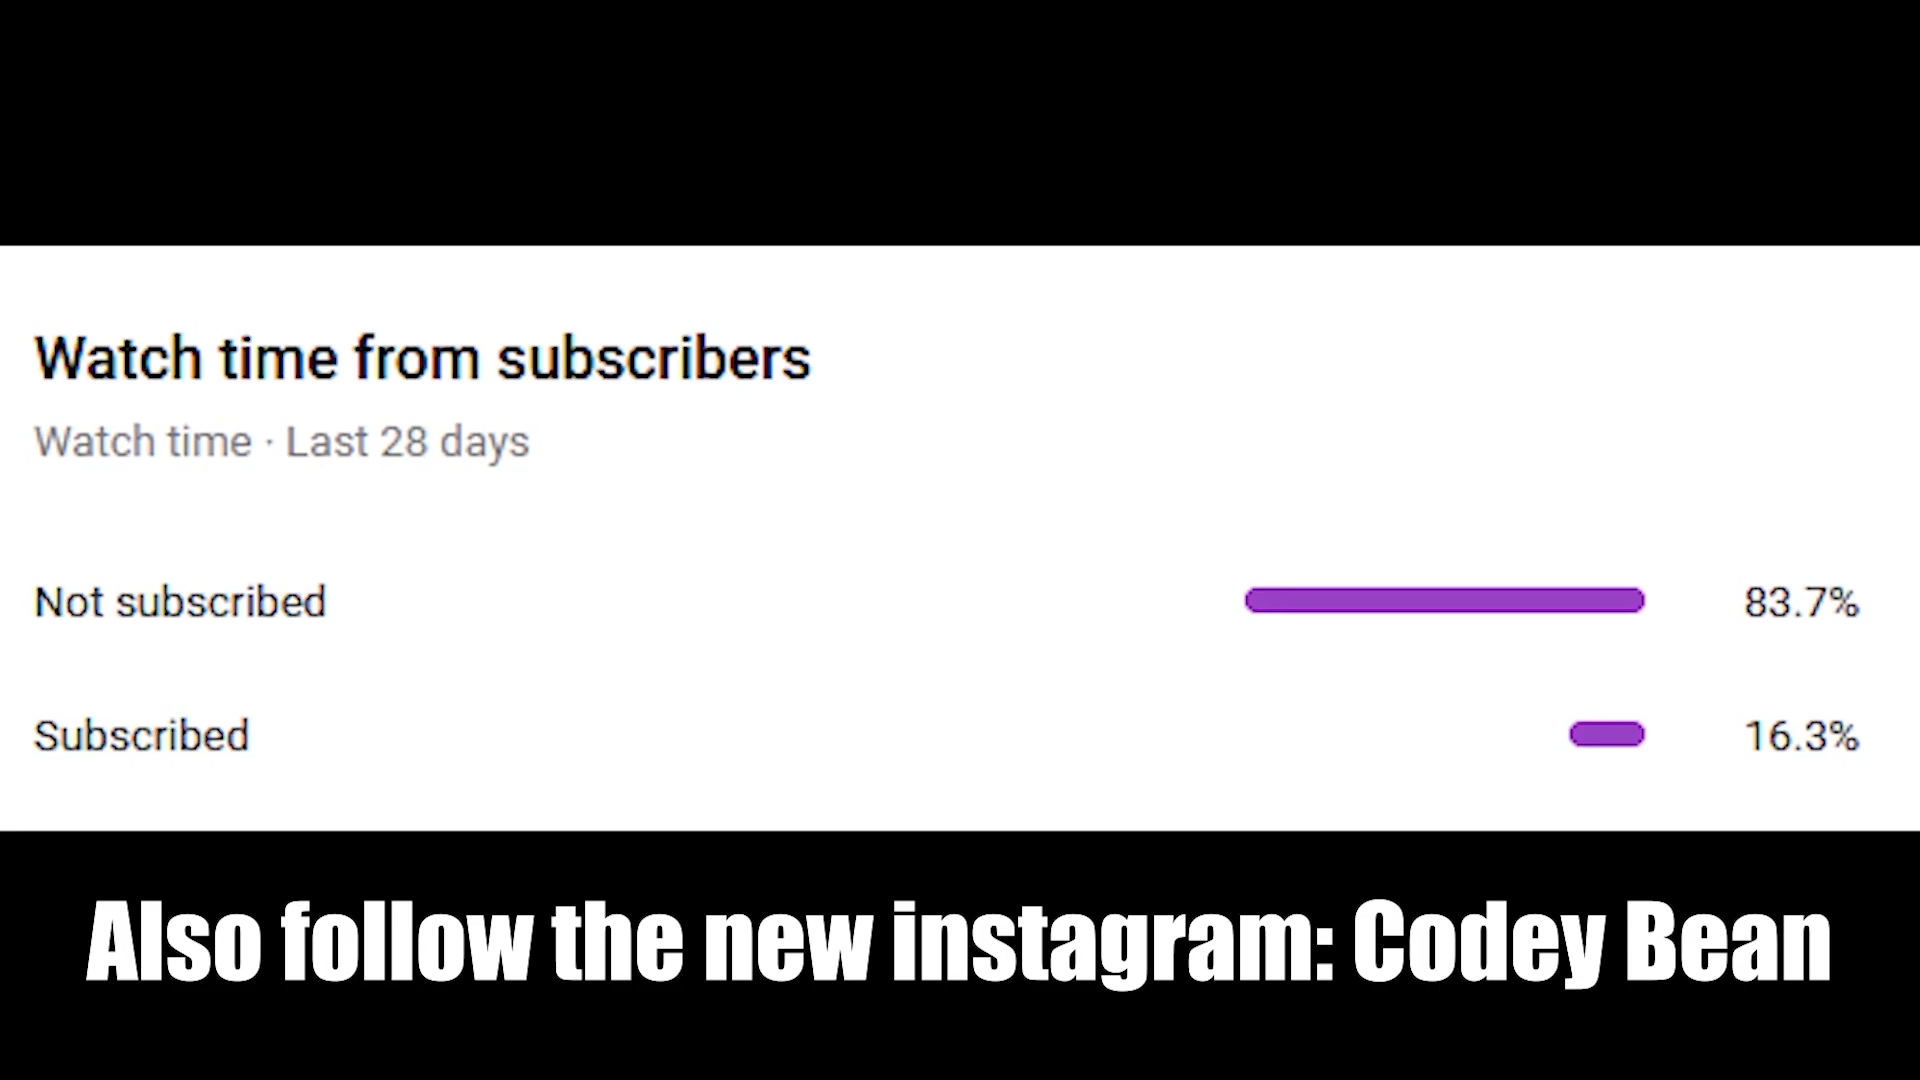 Watch time from subscribers
Watch time · Last 28 days
Not subscribed 83.7%
Subscribed 16.3%
Also follow the new instagram: Codey Bean